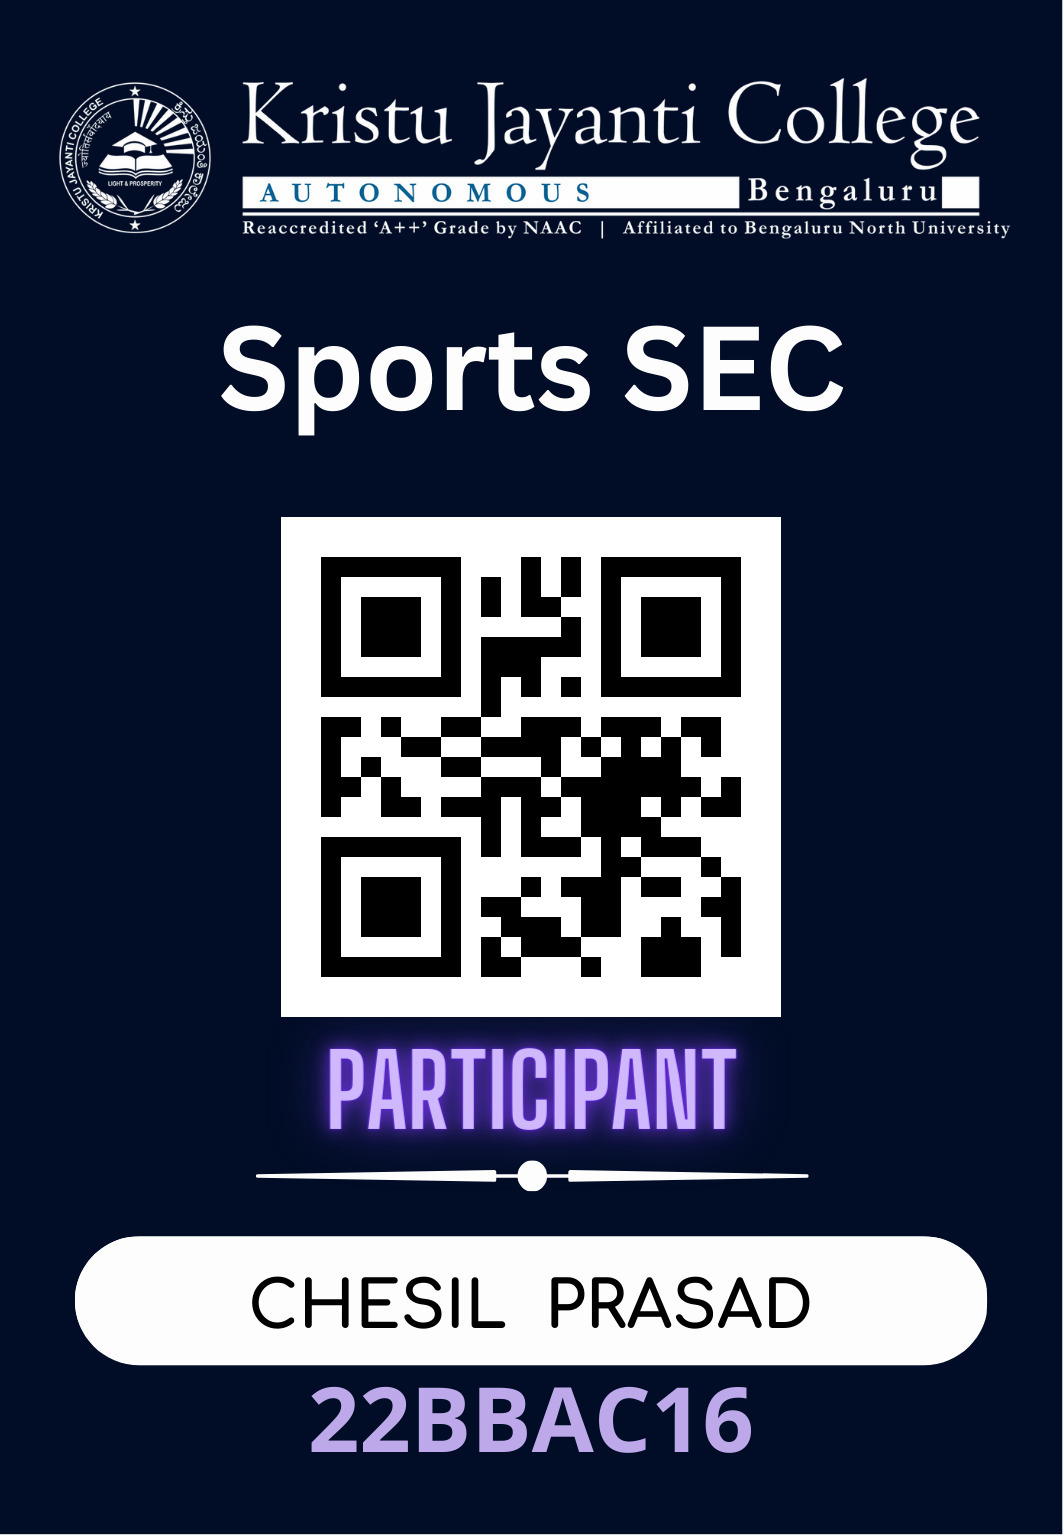 KRISTU JAYANTI COLLEGE
ಕ್ರಿಸ್ತು ಜಯಂತಿ ಕಾಲೇಜು
LIGHT & PROSPERITY
Kristu Jayanti College
AUTONOMOUS Bengaluru
Reaccredited ‘A++’ Grade by NAAC | Affiliated to Bengaluru North University
Sports SEC
PARTICIPANT
CHESIL PRASAD
22BBAC16